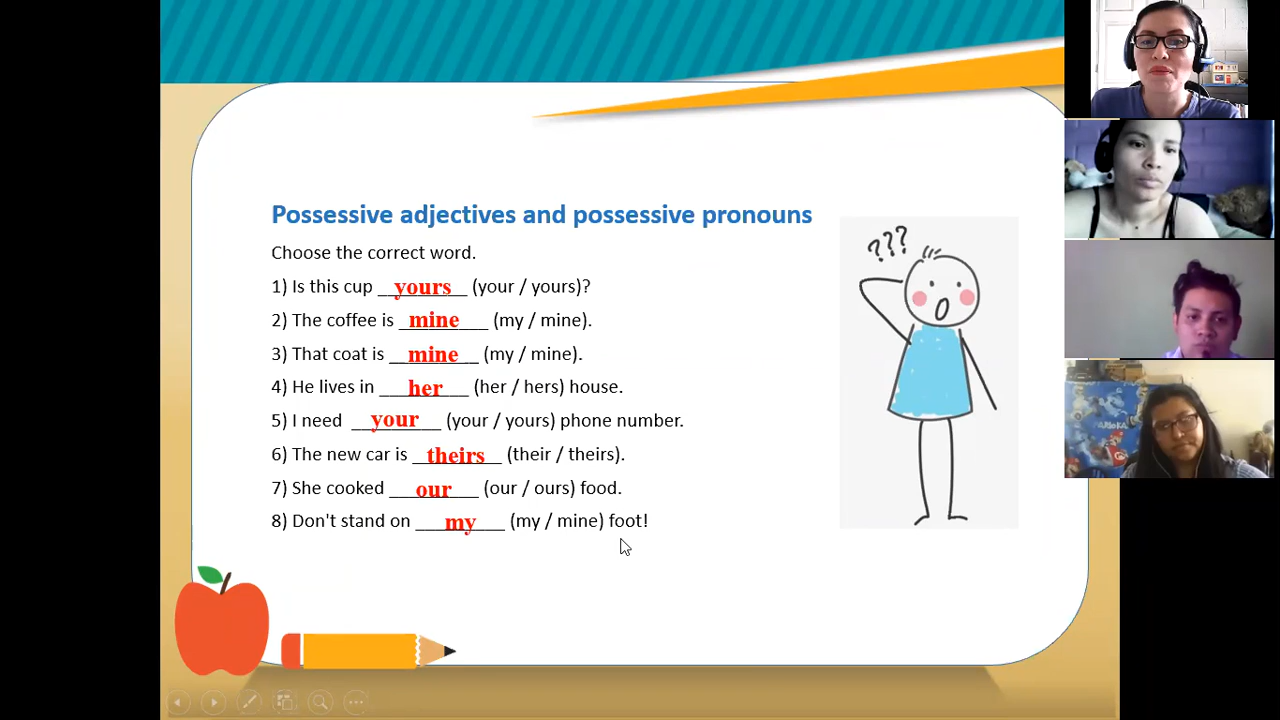 Possessive adjectives and possessive pronouns
Choose the correct word.
1) Is this cup __yours__ (your / yours)?
2) The coffee is __mine__ (my / mine).
3) That coat is __mine__ (my / mine).
4) He lives in __her__ (her / hers) house.
5) I need __your__ (your / yours) phone number.
6) The new car is __theirs__ (their / theirs).
7) She cooked __our__ (our / ours) food.
8) Don't stand on __my__ (my / mine) foot!
???